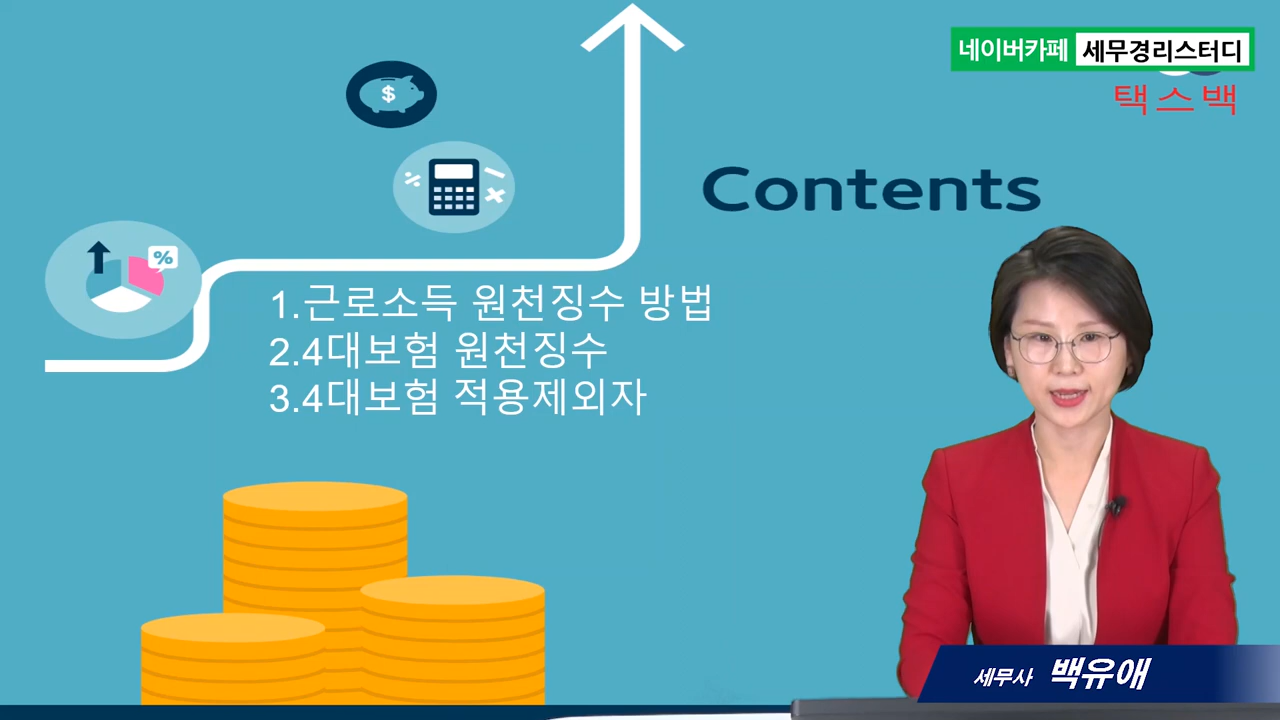 네이버카페 세무경리스터디
택스백
Contents
1.근로소득 원천징수 방법
2.4대보험 원천징수
3.4대보험 적용제외자
$
%
세무사 백유애